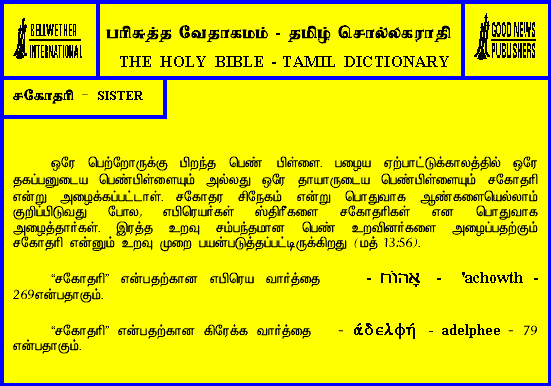 BELLWETHER
INTERNATIONAL
பரிசுத்த வேதாகமம் - தமிழ் சொல்லகராதி
THE HOLY BIBLE - TAMIL DICTIONARY
GOOD NEWS
PUBLISHERS
சகோதரி - SISTER
ஒரே பெற்றோருக்கு பிறந்த பெண் பிள்ளை. பழைய ஏற்பாட்டுக்காலத்தில் ஒரே
தகப்பனுடைய பெண்பிள்ளையும் அல்லது ஒரே தாயாருடைய பெண்பிள்ளையும் சகோதரி
என்று அழைக்கப்பட்டாள். சகோதர சிநேகம் என்று பொதுவாக ஆண்களையெல்லாம்
குறிப்பிடுவது போல, எபிரெயர்கள் ஸ்திரீகளை சகோதரிகள் என பொதுவாக
அழைத்தார்கள். இரத்த உறவு சம்பந்தமான பெண் உறவினர்களை அழைப்பதற்கும்
சகோதரி என்னும் உறவு முறை பயன்படுத்தப்பட்டிருக்கிறது (மத் 13:56).
“சகோதரி” என்பதற்கான எபிரெய வார்த்தை - אָהוֹת - 'achowth -
269என்பதாகும்.
“சகோதரி” என்பதற்கான கிரேக்க வார்த்தை - άδελφή - adelphee - 79
என்பதாகும்.